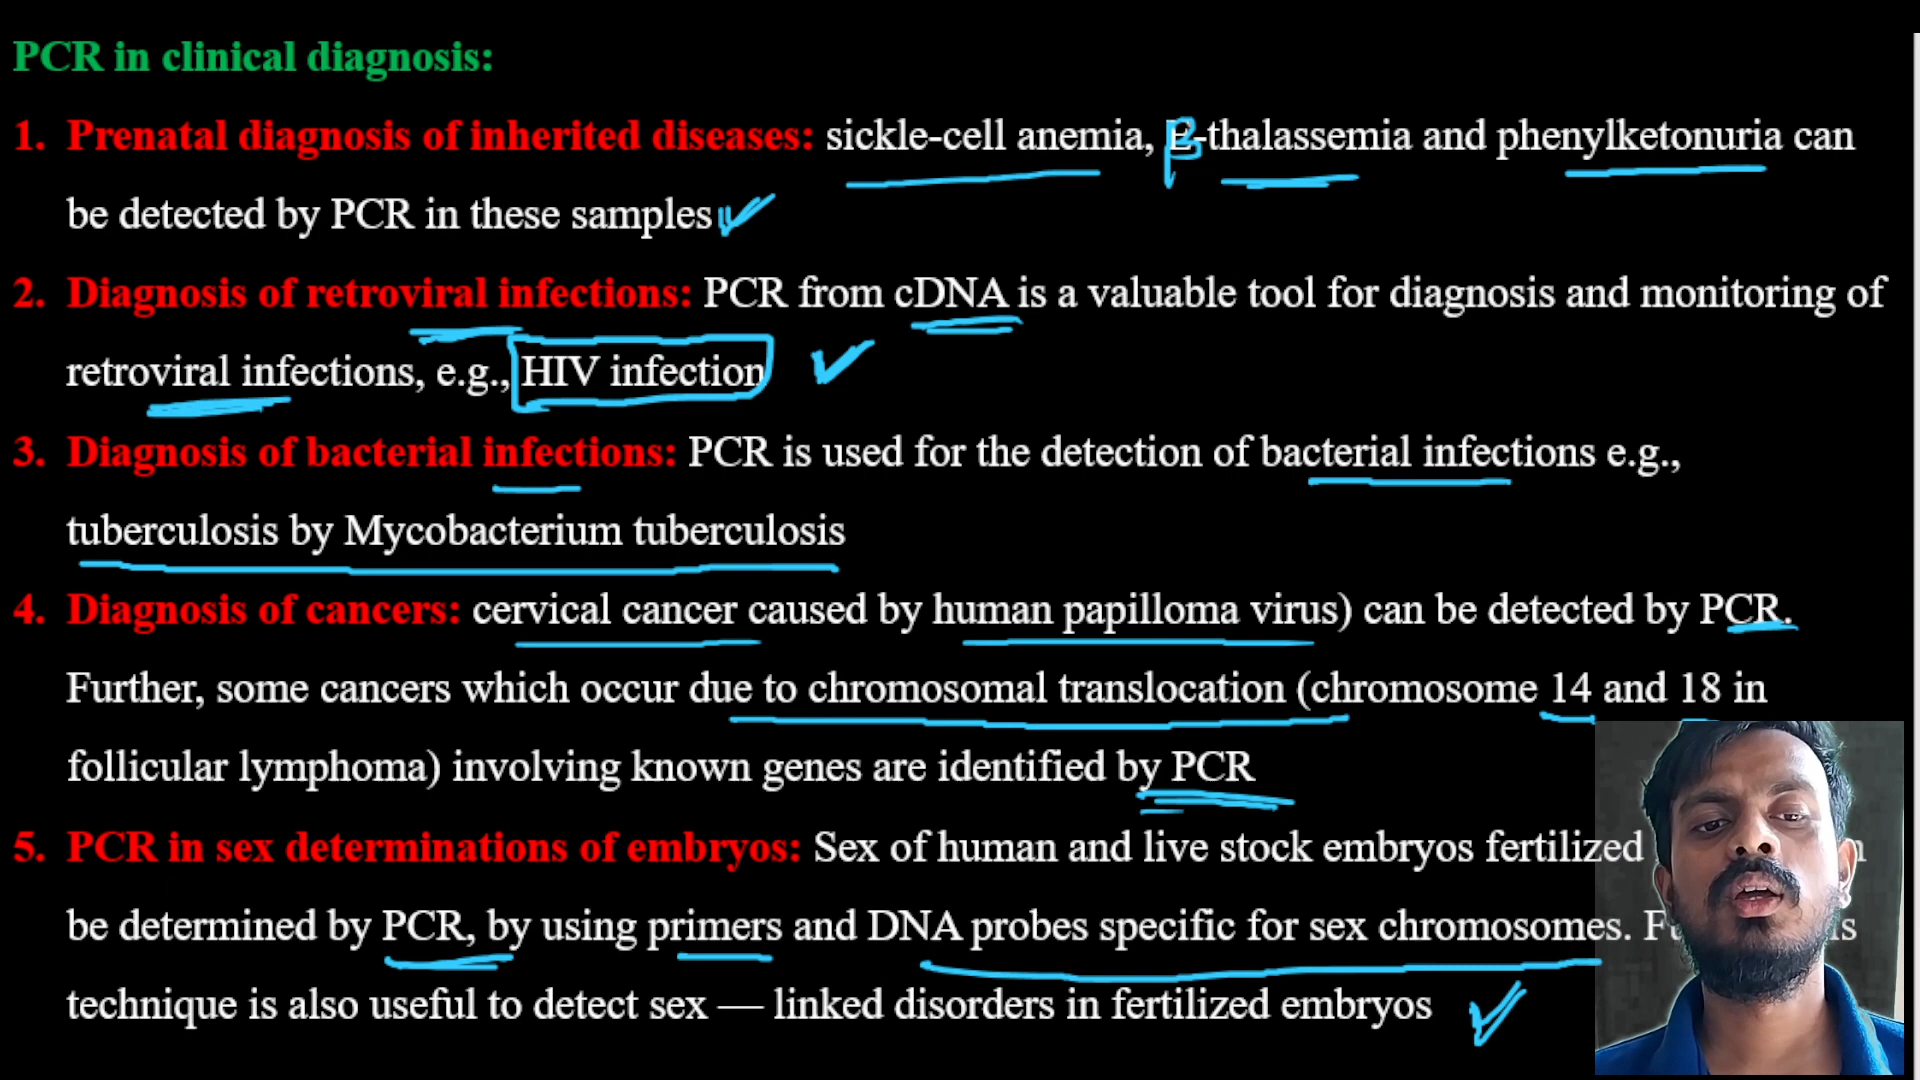 PCR in clinical diagnosis:
1. Prenatal diagnosis of inherited diseases: sickle-cell anemia, β-thalassemia and phenylketonuria can
be detected by PCR in these samples
2. Diagnosis of retroviral infections: PCR from cDNA is a valuable tool for diagnosis and monitoring of
retroviral infections, e.g., HIV infection
3. Diagnosis of bacterial infections: PCR is used for the detection of bacterial infections e.g.,
tuberculosis by Mycobacterium tuberculosis
4. Diagnosis of cancers: cervical cancer caused by human papilloma virus) can be detected by PCR.
Further, some cancers which occur due to chromosomal translocation (chromosome 14 and 18 in
follicular lymphoma) involving known genes are identified by PCR
5. PCR in sex determinations of embryos: Sex of human and live stock embryos fertilized
be determined by PCR, by using primers and DNA probes specific for sex chromosomes.
technique is also useful to detect sex — linked disorders in fertilized embryos